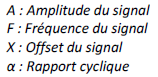 A : Amplitude du signal
F : Fréquence du signal
X : Offset du signal
α : Rapport cyclique